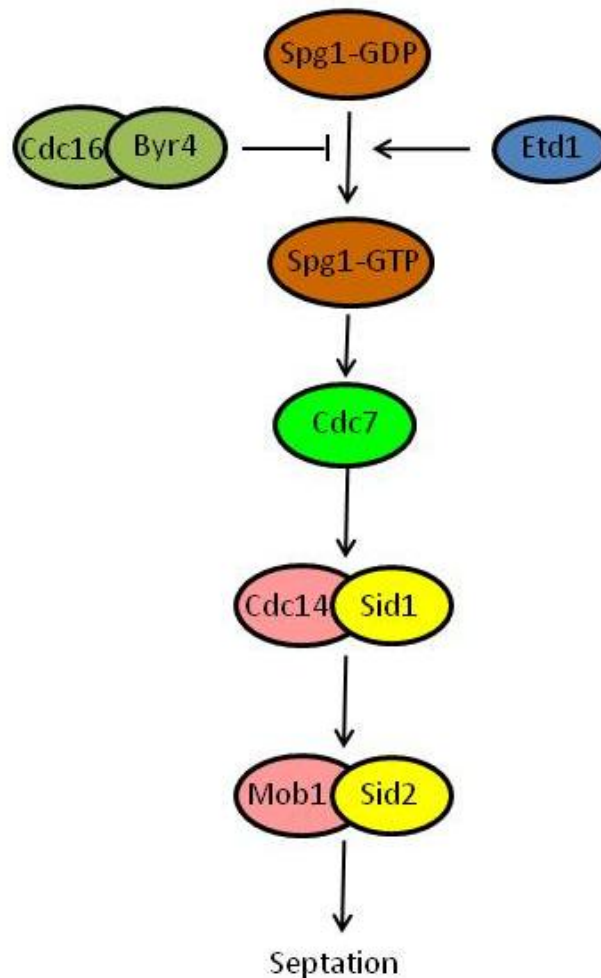 Spg1-GDP
Cdc16 Byr4 Etd1
Spg1-GTP
Cdc7
Cdc14 Sid1
Mob1 Sid2
Septation